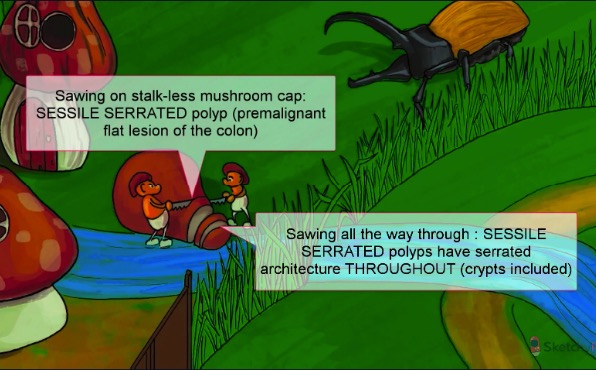 Sawing on stalk-less mushroom cap:
SESSILE SERRATED polyp (premalignant
flat lesion of the colon)
Sawing all the way through : SESSILE
SERRATED polyps have serrated
architecture THROUGHOUT (crypts included)